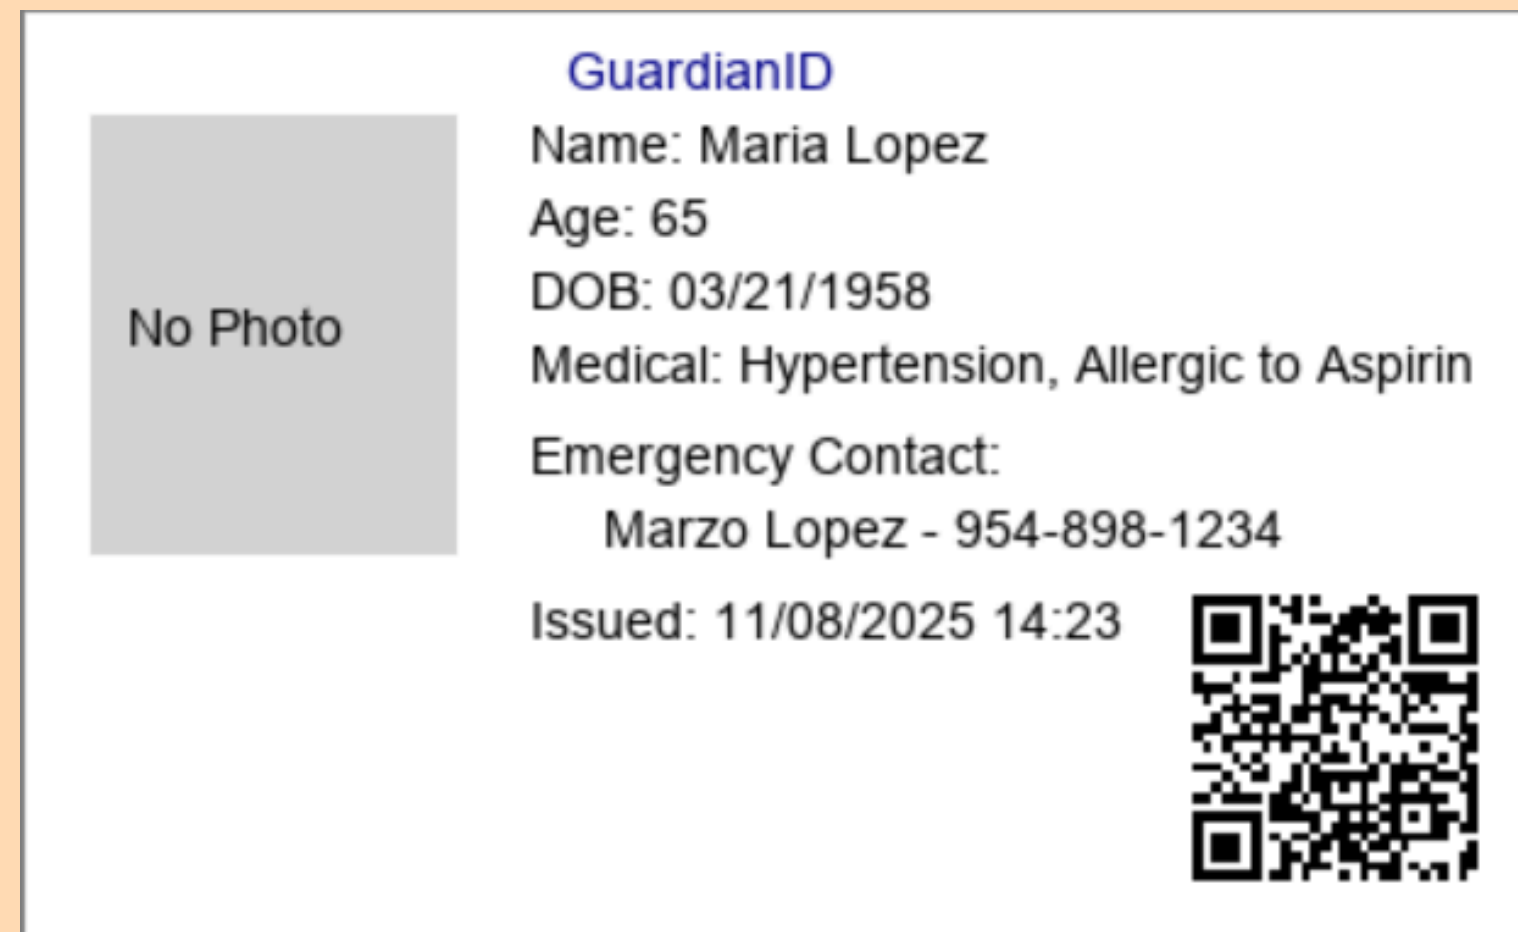 GuardianID
Name: Maria Lopez
Age: 65
DOB: 03/21/1958
No Photo
Medical: Hypertension, Allergic to Aspirin
Emergency Contact:
Marzo Lopez - 954-898-1234
Issued: 11/08/2025 14:23